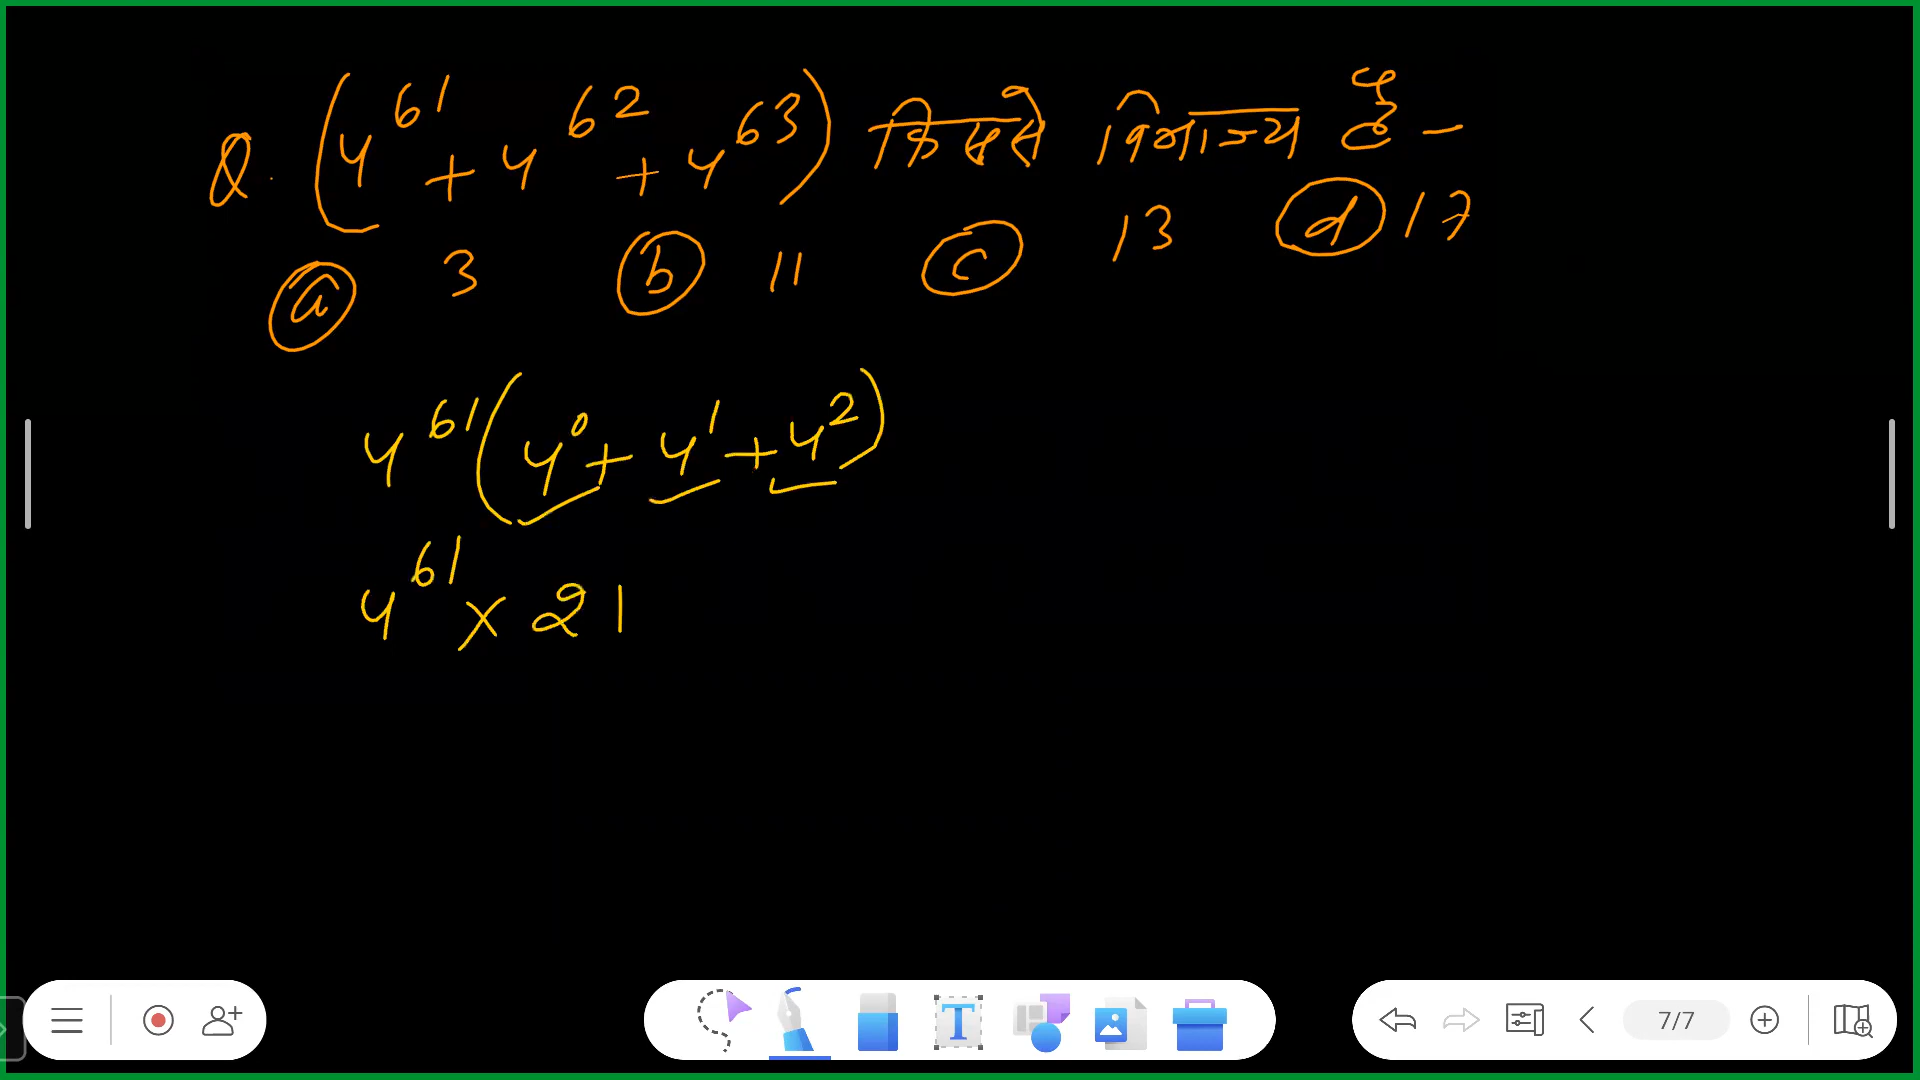 Q. (4^61 + 4^62 + 4^63) किससे विभाज्य है -
(a) 3 (b) 11 (c) 13 (d) 17
4^61 (4^0 + 4^1 + 4^2)
4^61 × 21
7/7